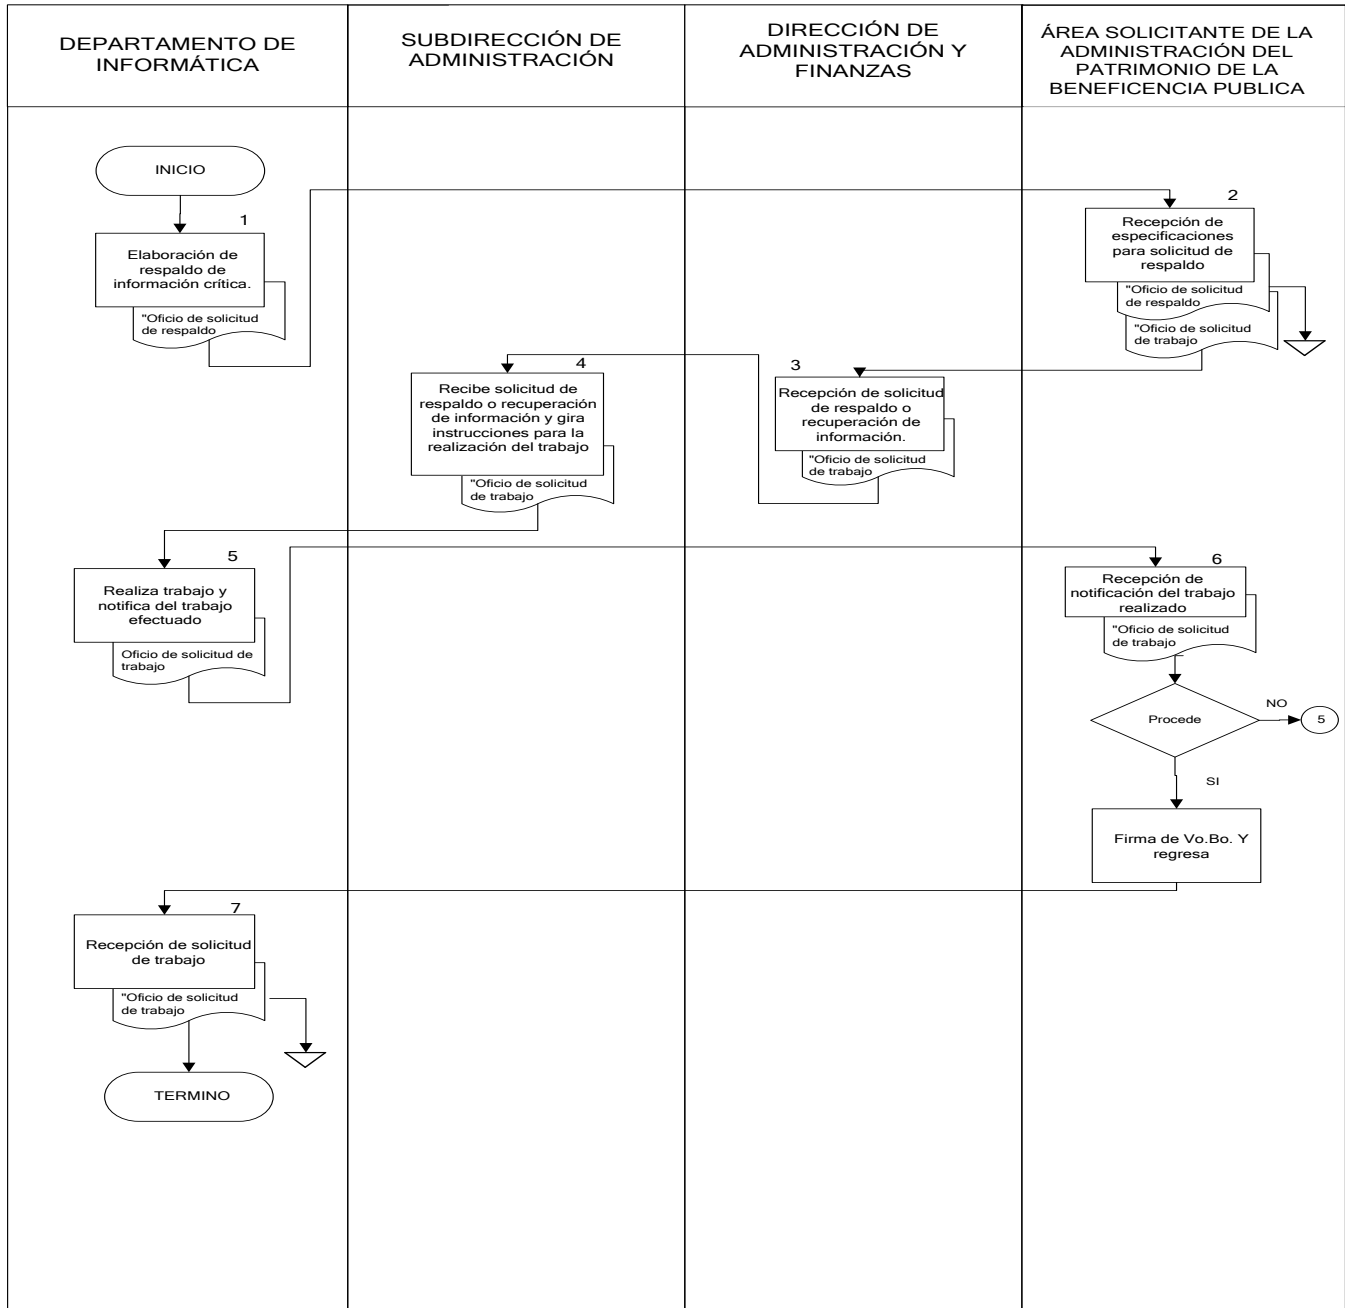 DEPARTAMENTO DE
INFORMÁTICA
SUBDIRECCIÓN DE
ADMINISTRACIÓN
DIRECCIÓN DE
ADMINISTRACIÓN Y
FINANZAS
ÁREA SOLICITANTE DE LA
ADMINISTRACIÓN DEL
PATRIMONIO DE LA
BENEFICENCIA PUBLICA
INICIO
1
Elaboración de
respaldo de
información crítica.
"Oficio de solicitud
de respaldo
2
Recepción de
especificaciones
para solicitud de
respaldo
"Oficio de solicitud
de respaldo
"Oficio de solicitud
de trabajo
3
Recepción de solicitud
de respaldo o
recuperación de
información.
"Oficio de solicitud
de trabajo
4
Recibe solicitud de
respaldo o recuperación
de información y gira
instrucciones para la
realización del trabajo
"Oficio de solicitud
de trabajo
5
Realiza trabajo y
notifica del trabajo
efectuado
Oficio de solicitud de
trabajo
6
Recepción de
notificación del trabajo
realizado
"Oficio de solicitud
de trabajo
Procede
NO
5
SI
Firma de Vo.Bo. Y
regresa
7
Recepción de solicitud
de trabajo
"Oficio de solicitud
de trabajo
TERMINO